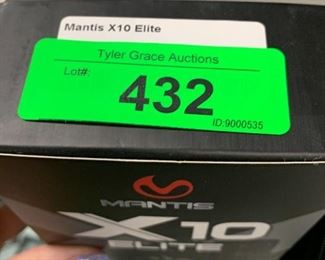 Mantis X10 Elite
Tyler Grace Auctions
Lot#:
432
ID:9000535
MANTIS
X10
ELITE